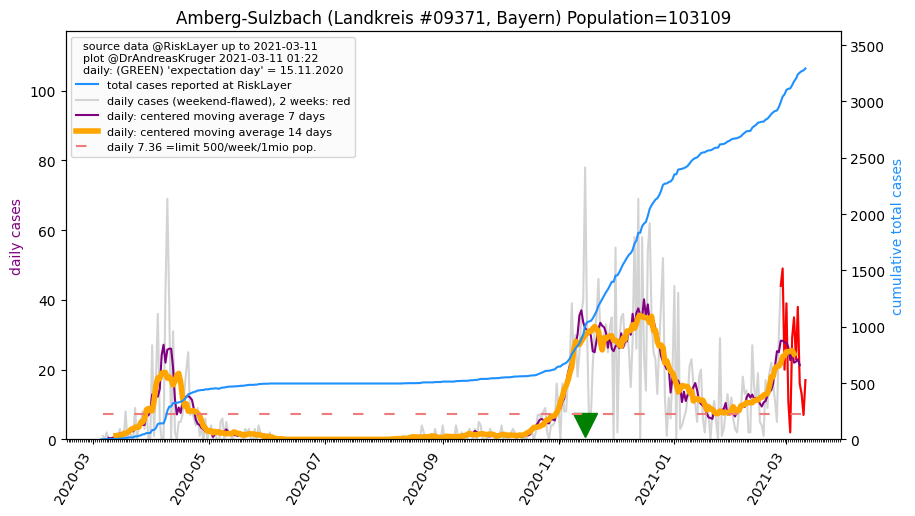 Amberg-Sulzbach (Landkreis #09371, Bayern) Population=103109
source data @RiskLayer up to 2021-03-11
plot @DrAndreasKruger 2021-03-11 01:22
daily: (GREEN) 'expectation day' = 15.11.2020
total cases reported at RiskLayer
daily cases (weekend-flawed), 2 weeks: red
daily: centered moving average 7 days
daily: centered moving average 14 days
daily 7.36 =limit 500/week/1mio pop.
daily cases
100
80
60
40
20
0
cumulative total cases
3500
3000
2500
2000
1500
1000
500
0
2020-03
2020-05
2020-07
2020-09
2020-11
2021-01
2021-03